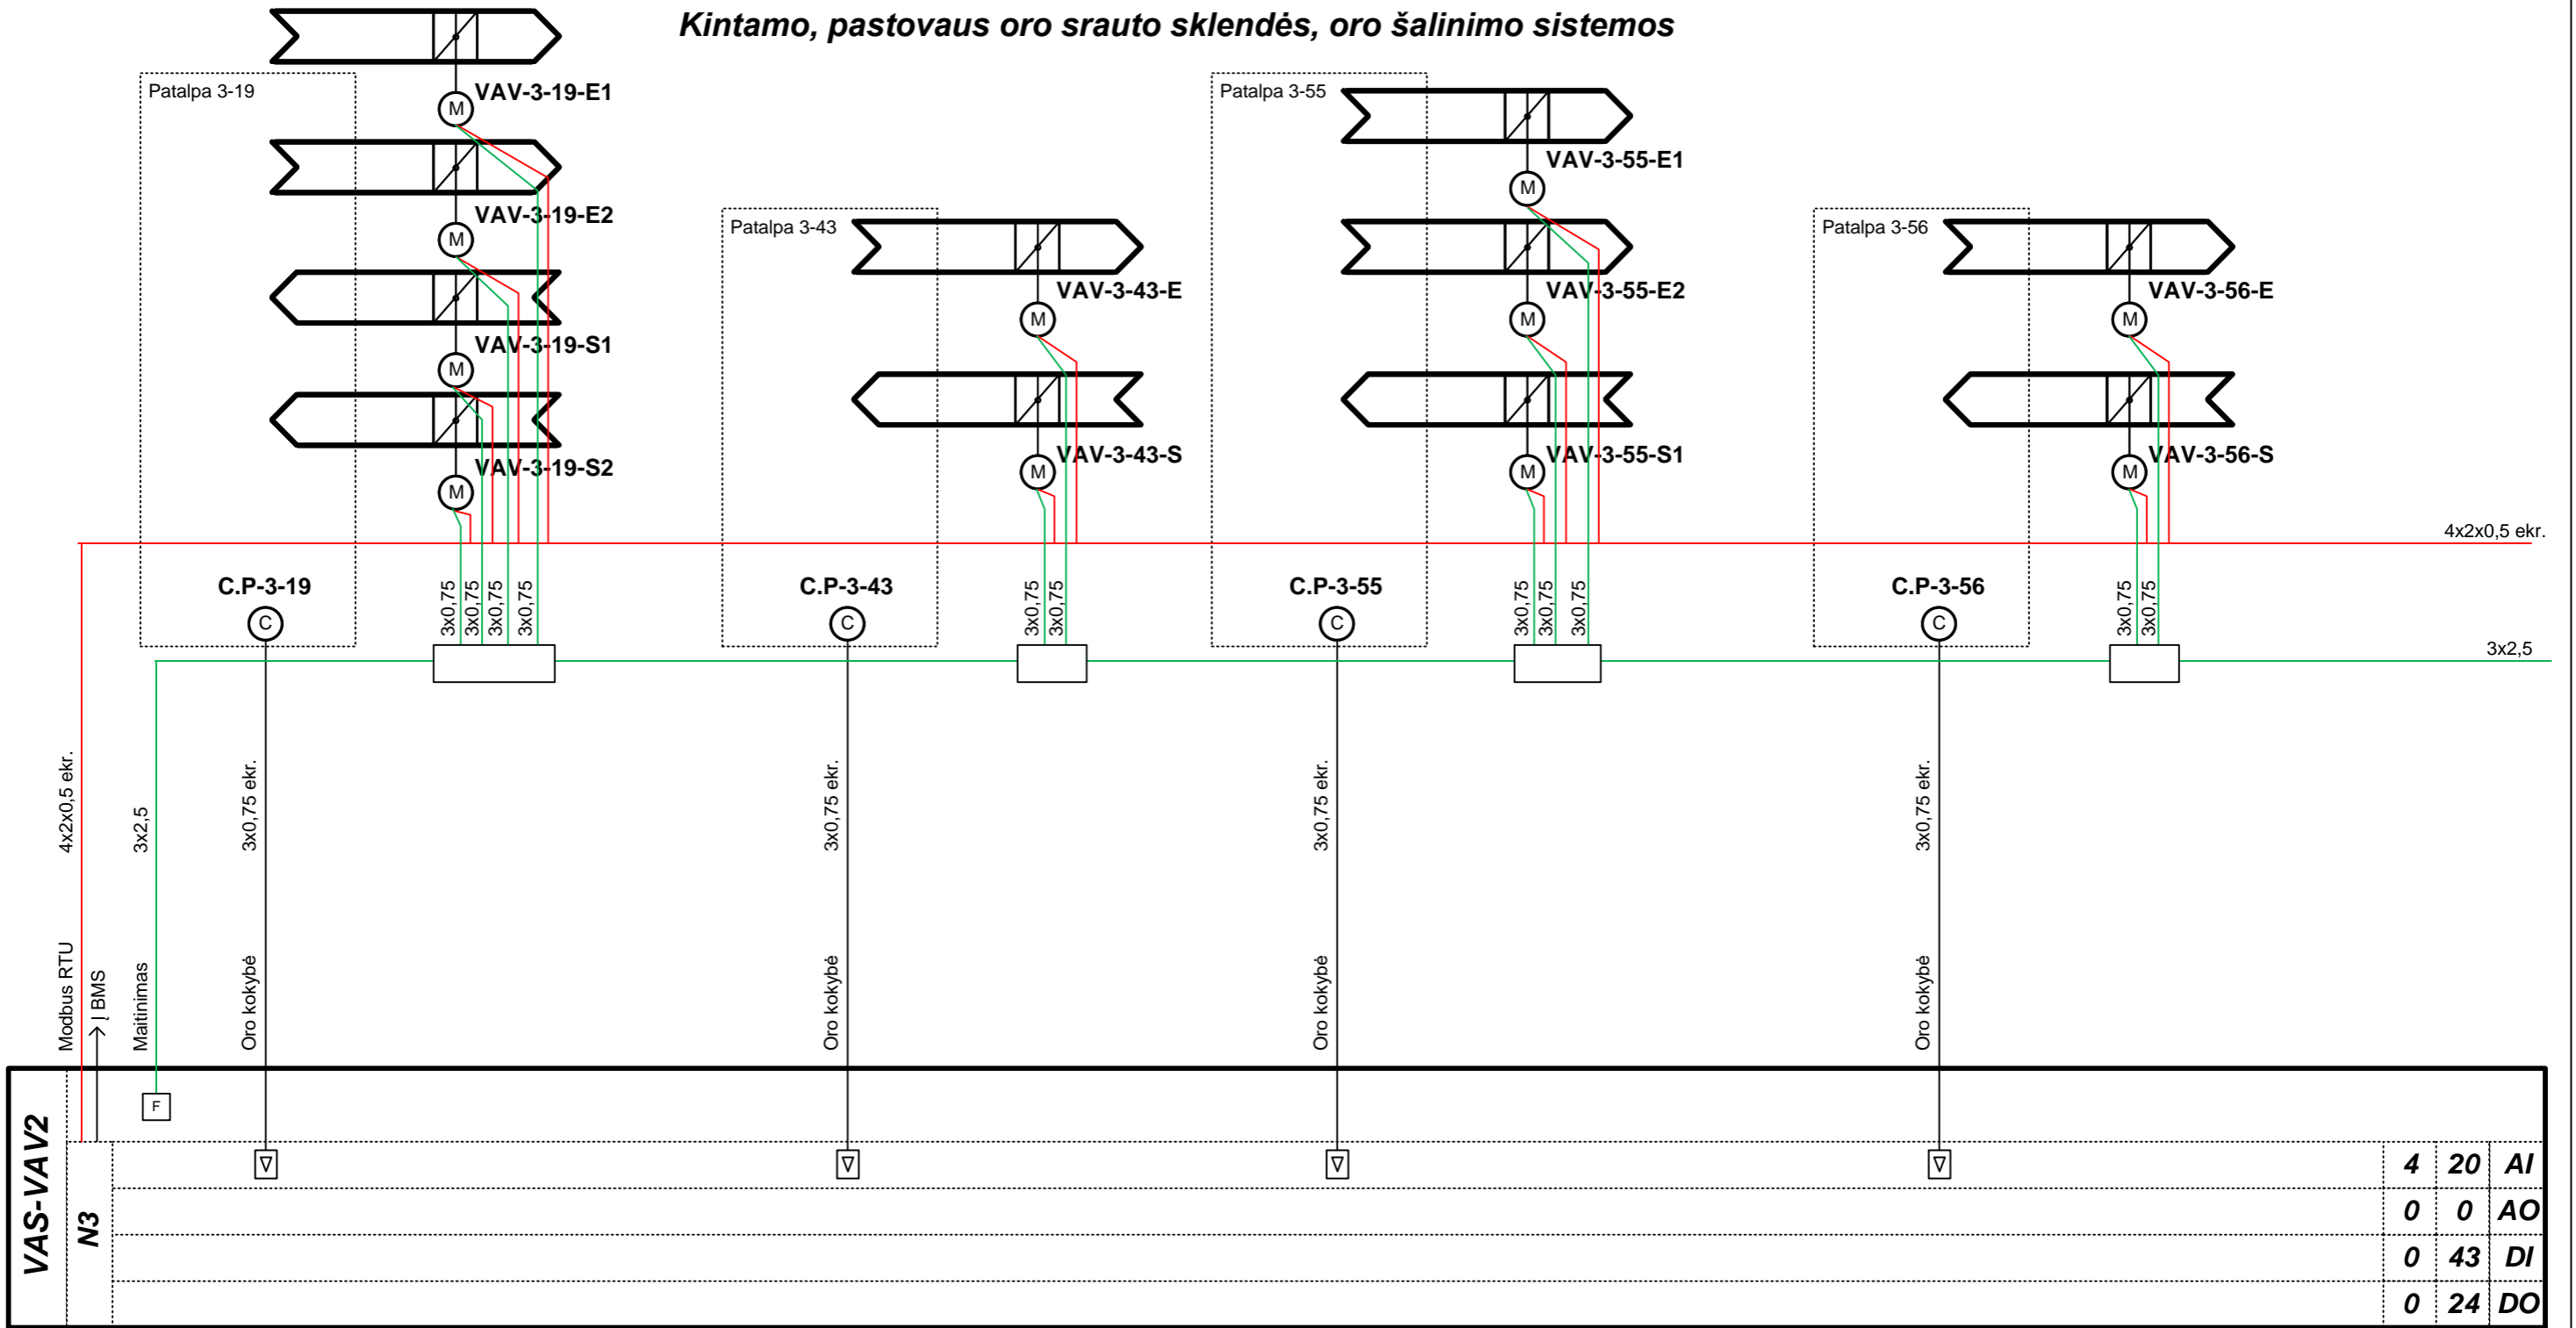 Kintamo, pastovaus oro srauto sklendės, oro šalinimo sistemos
Patalpa 3-19
VAV-3-19-E1
M
VAV-3-19-E2
M
VAV-3-19-S1
M
VAV-3-19-S2
M
Patalpa 3-43
VAV-3-43-E
M
VAV-3-43-S
M
Patalpa 3-55
VAV-3-55-E1
M
VAV-3-55-E2
M
VAV-3-55-S1
M
Patalpa 3-56
VAV-3-56-E
M
VAV-3-56-S
M
4x2x0,5 ekr.
C.P-3-19
C
3x0,75
3x0,75
3x0,75
3x0,75
C.P-3-43
C
3x0,75
3x0,75
C.P-3-55
C
3x0,75
3x0,75
3x0,75
C.P-3-56
C
3x0,75
3x0,75
3x2,5
4x2x0,5 ekr.
3x2,5
3x0,75 ekr.
3x0,75 ekr.
3x0,75 ekr.
3x0,75 ekr.
Modbus RTU
Į BMS
Maitinimas
Oro kokybė
Oro kokybė
Oro kokybė
Oro kokybė
F
VAS-VAV2
N3
4 20 AI
0 0 AO
0 43 DI
0 24 DO